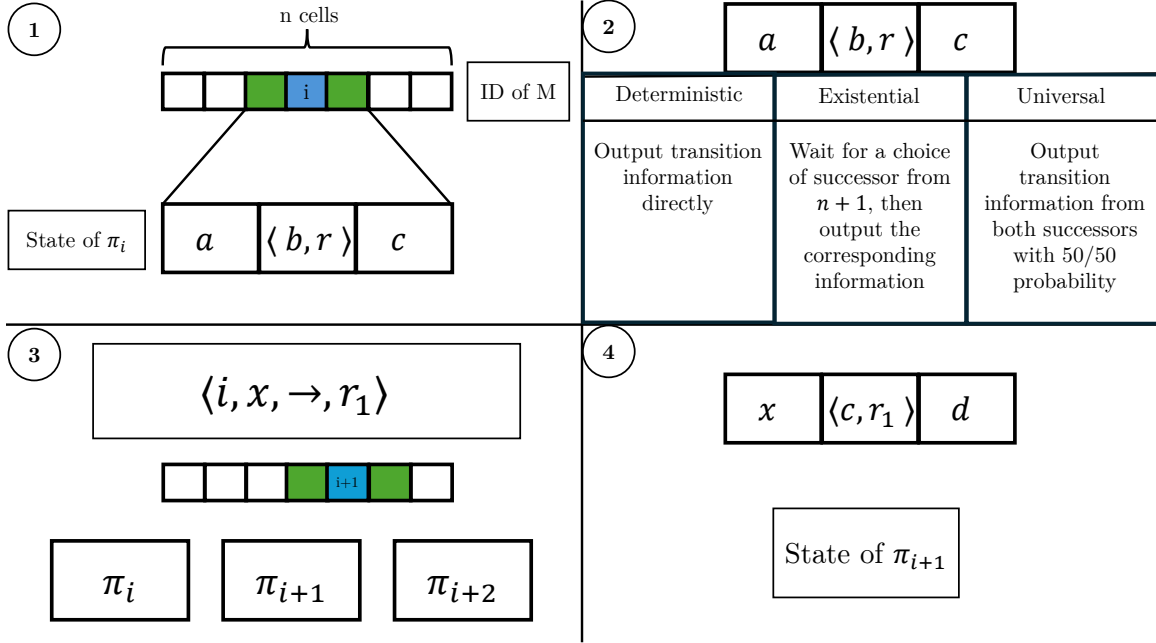 1
n cells
i
ID of M
a
⟨ b, r ⟩
c
State of π_i
2
a
⟨ b, r ⟩
c
Deterministic
Existential
Universal
Output transition
information
directly
Wait for a choice
of successor from
n + 1, then
output the
corresponding
information
Output
transition
information from
both successors
with 50/50
probability
3
⟨i, x, →, r₁⟩
i+1
π_i
π_{i+1}
π_{i+2}
4
x
⟨c, r₁ ⟩
d
State of π_{i+1}